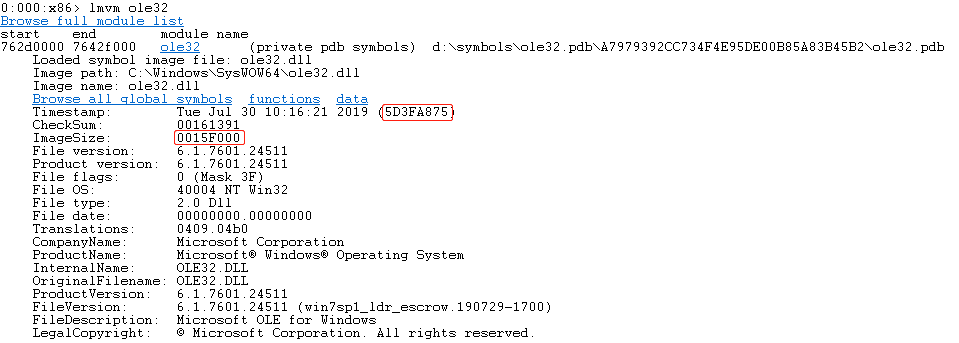 0:000:x86> lmvm ole32
Browse full module list
start    end        module name
762d0000 7642f000   ole32      (private pdb symbols)  d:\symbols\ole32.pdb\A7979392CC734F4E95DE00B85A83B45B2\ole32.pdb
    Loaded symbol image file: ole32.dll
    Image path: C:\Windows\SysWOW64\ole32.dll
    Image name: ole32.dll
    Browse all global symbols  functions  data
    Timestamp:        Tue Jul 30 10:16:21 2019 (5D3FA875)
    CheckSum:         00161391
    ImageSize:        0015F000
    File version:     6.1.7601.24511
    Product version:  6.1.7601.24511
    File flags:       0 (Mask 3F)
    File OS:          40004 NT Win32
    File type:        2.0 Dll
    File date:        00000000.00000000
    Translations:     0409.04b0
    CompanyName:      Microsoft Corporation
    ProductName:      Microsoft® Windows® Operating System
    InternalName:     OLE32.DLL
    OriginalFilename: OLE32.DLL
    ProductVersion:   6.1.7601.24511
    FileVersion:      6.1.7601.24511 (win7sp1_ldr_escrow.190729-1700)
    FileDescription:  Microsoft OLE for Windows
    LegalCopyright:   © Microsoft Corporation. All rights reserved.